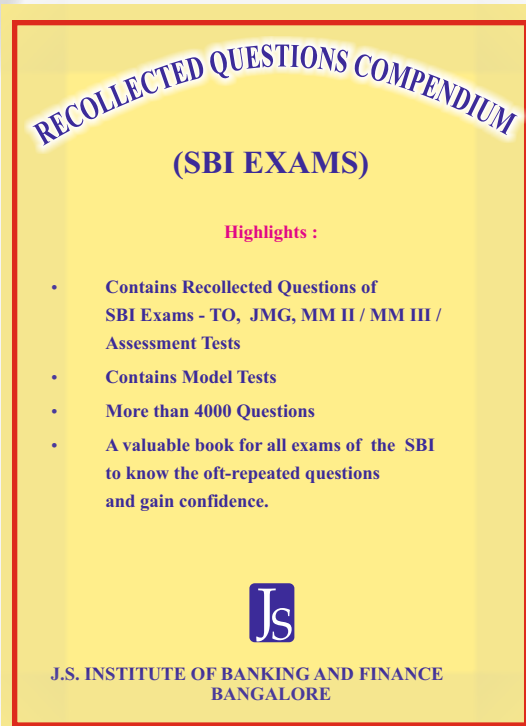 RECOLLECTED QUESTIONS COMPENDIUM
(SBI EXAMS)
Highlights :
• Contains Recollected Questions of
SBI Exams - TO, JMG, MM II / MM III /
Assessment Tests
• Contains Model Tests
• More than 4000 Questions
• A valuable book for all exams of the SBI
to know the oft-repeated questions
and gain confidence.
JS
J.S. INSTITUTE OF BANKING AND FINANCE
BANGALORE